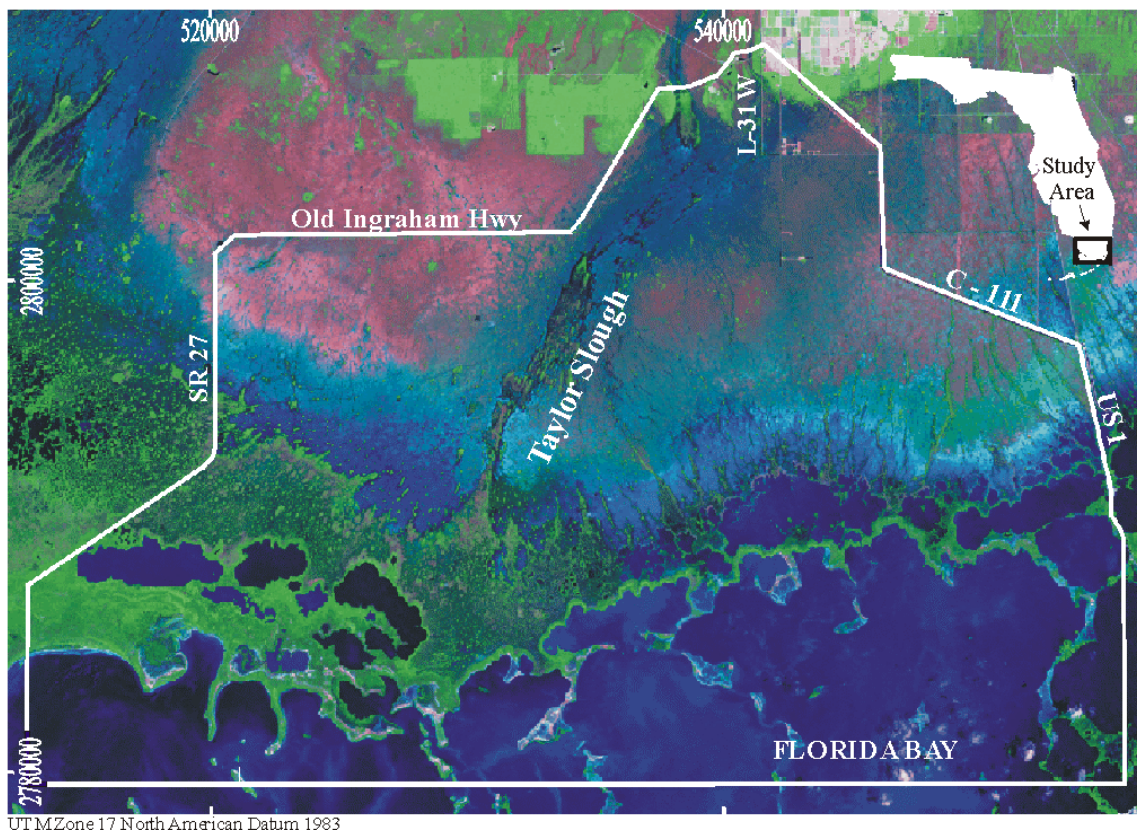 520000
540000
L-31W
Study
Area
Old Ingraham Hwy
2800000
C - 111
SR 27
Taylor Slough
US 1
2780000
FLORIDA BAY
UTM Zone 17 North American Datum 1983